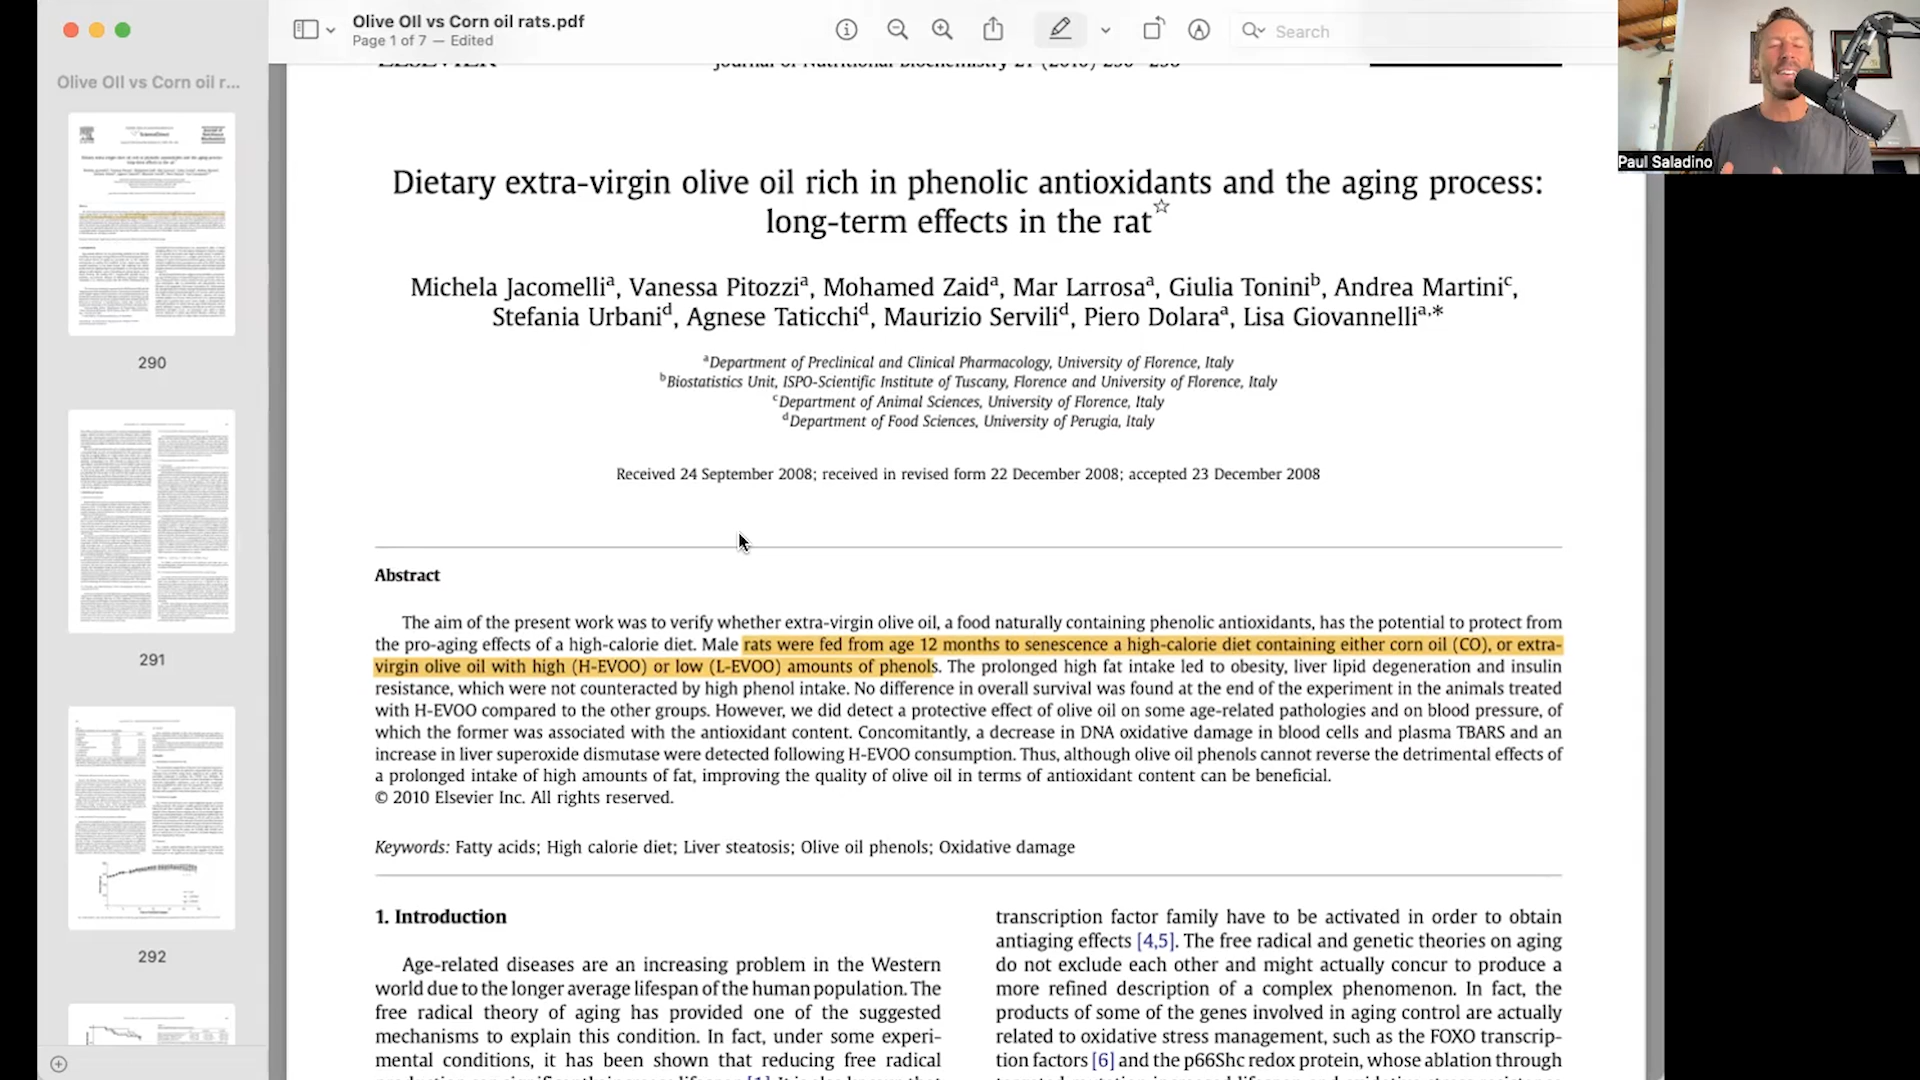 Olive OIl vs Corn oil rats.pdf
Page 1 of 7 — Edited
Search
Paul Saladino
Olive OIl vs Corn oil r...
290
291
292
Dietary extra-virgin olive oil rich in phenolic antioxidants and the aging process:
long-term effects in the rat☆
Michela Jacomelliᵃ, Vanessa Pitozziᵃ, Mohamed Zaidᵃ, Mar Larrosaᵃ, Giulia Toniniᵇ, Andrea Martiniᶜ,
Stefania Urbaniᵈ, Agnese Taticchiᵈ, Maurizio Serviliᵈ, Piero Dolaraᵃ, Lisa Giovannelliᵃ,*
ᵃDepartment of Preclinical and Clinical Pharmacology, University of Florence, Italy
ᵇBiostatistics Unit, ISPO-Scientific Institute of Tuscany, Florence and University of Florence, Italy
ᶜDepartment of Animal Sciences, University of Florence, Italy
ᵈDepartment of Food Sciences, University of Perugia, Italy
Received 24 September 2008; received in revised form 22 December 2008; accepted 23 December 2008
Abstract
The aim of the present work was to verify whether extra-virgin olive oil, a food naturally containing phenolic antioxidants, has the potential to protect from
the pro-aging effects of a high-calorie diet. Male rats were fed from age 12 months to senescence a high-calorie diet containing either corn oil (CO), or extra-
virgin olive oil with high (H-EVOO) or low (L-EVOO) amounts of phenols. The prolonged high fat intake led to obesity, liver lipid degeneration and insulin
resistance, which were not counteracted by high phenol intake. No difference in overall survival was found at the end of the experiment in the animals treated
with H-EVOO compared to the other groups. However, we did detect a protective effect of olive oil on some age-related pathologies and on blood pressure, of
which the former was associated with the antioxidant content. Concomitantly, a decrease in DNA oxidative damage in blood cells and plasma TBARS and an
increase in liver superoxide dismutase were detected following H-EVOO consumption. Thus, although olive oil phenols cannot reverse the detrimental effects of
a prolonged intake of high amounts of fat, improving the quality of olive oil in terms of antioxidant content can be beneficial.
© 2010 Elsevier Inc. All rights reserved.
Keywords: Fatty acids; High calorie diet; Liver steatosis; Olive oil phenols; Oxidative damage
1. Introduction
Age-related diseases are an increasing problem in the Western
world due to the longer average lifespan of the human population. The
free radical theory of aging has provided one of the suggested
mechanisms to explain this condition. In fact, under some experi-
mental conditions, it has been shown that reducing free radical
transcription factor family have to be activated in order to obtain
antiaging effects [4,5]. The free radical and genetic theories on aging
do not exclude each other and might actually concur to produce a
more refined description of a complex phenomenon. In fact, the
products of some of the genes involved in aging control are actually
related to oxidative stress management, such as the FOXO transcrip-
tion factors [6] and the p66Shc redox protein, whose ablation through